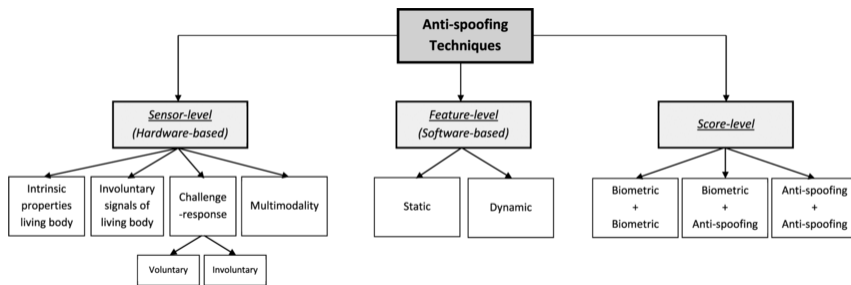 Anti-spoofing
Techniques
Sensor-level
(Hardware-based)
Feature-level
(Software-based)
Score-level
Intrinsic
properties
living body
Involuntary
signals of
living body
Challenge
-response
Multimodality
Static
Dynamic
Biometric
+
Biometric
Biometric
+
Anti-spoofing
Anti-spoofing
+
Anti-spoofing
Voluntary
Involuntary